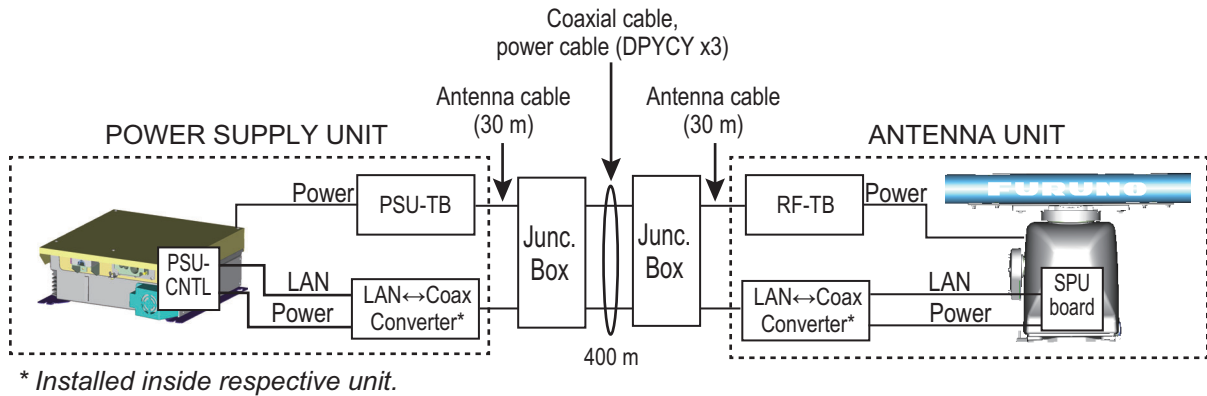 Coaxial cable,
power cable (DPYCY x3)
Antenna cable
(30 m)
Antenna cable
(30 m)
POWER SUPPLY UNIT
ANTENNA UNIT
Power
PSU-TB
Junc.
Box
Junc.
Box
RF-TB
Power
FURUNO
PSU-
CNTL
LAN
Power
LAN↔Coax
Converter*
LAN↔Coax
Converter*
LAN
Power
SPU
board
400 m
* Installed inside respective unit.